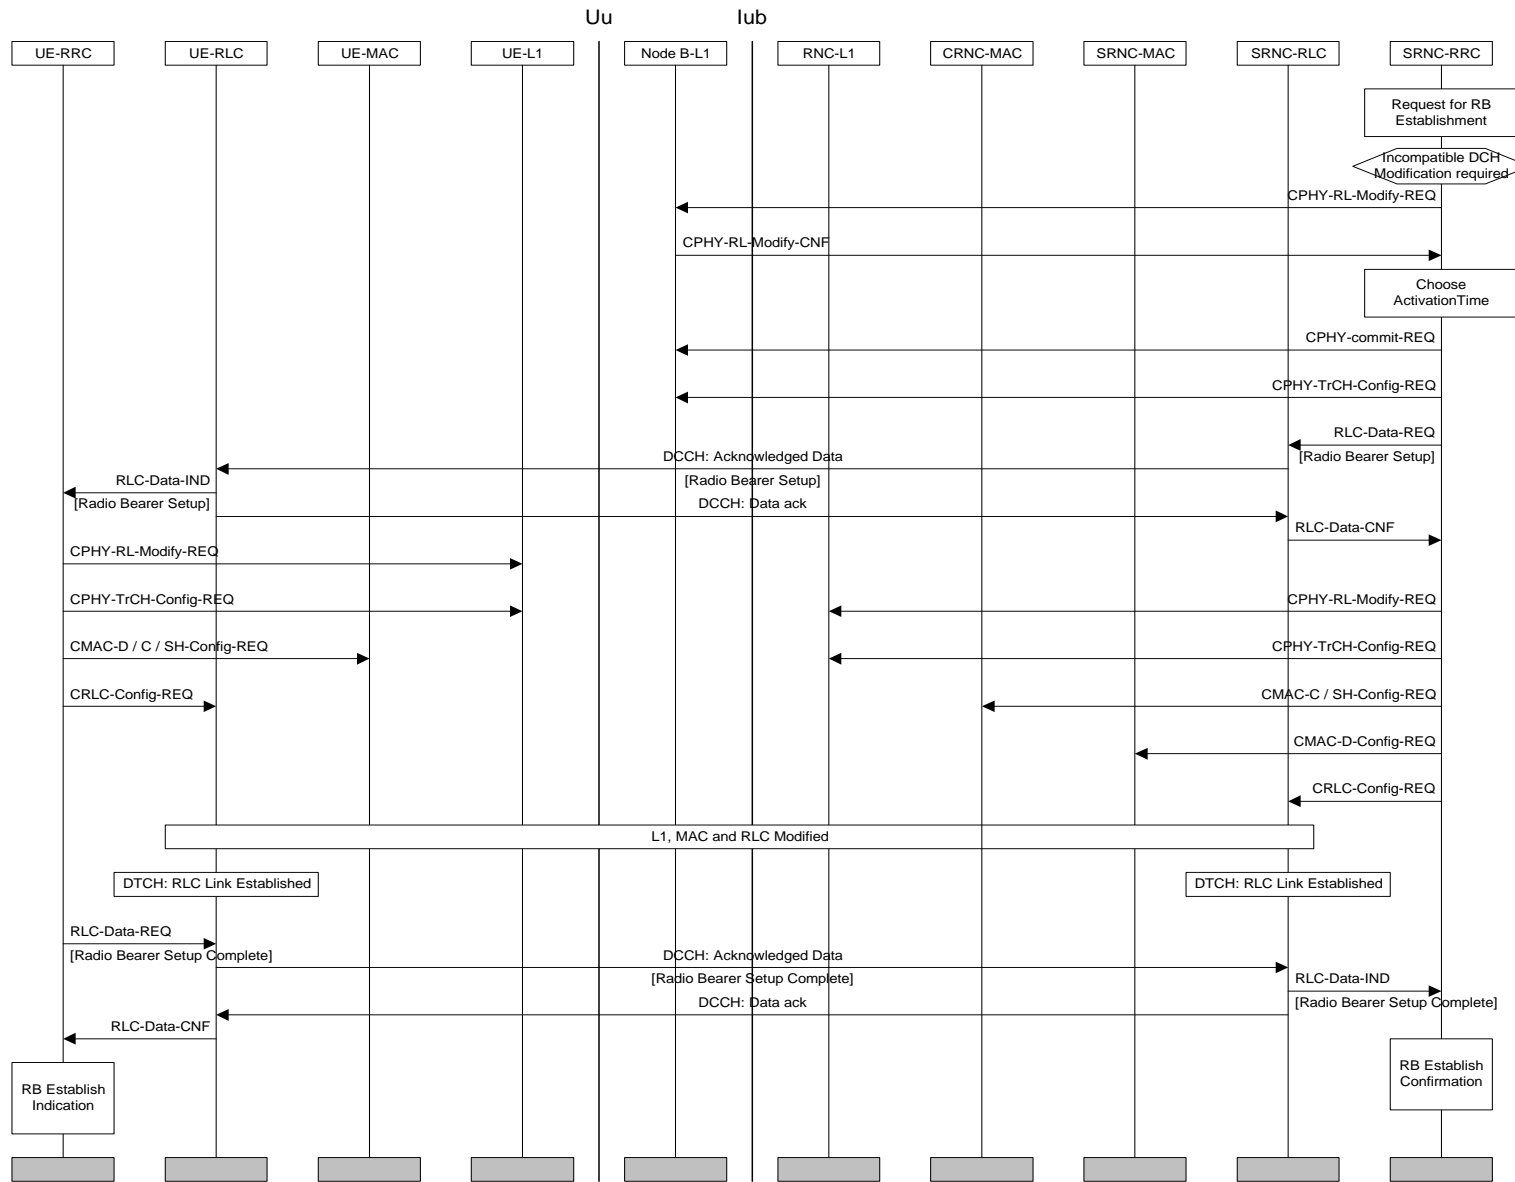 Uu
Iub
UE-RRC
UE-RLC
UE-MAC
UE-L1
Node B-L1
RNC-L1
CRNC-MAC
SRNC-MAC
SRNC-RLC
SRNC-RRC
Request for RB
Establishment
Incompatible DCH
Modification required
CPHY-RL-Modify-REQ
CPHY-RL-Modify-CNF
Choose
ActivationTime
CPHY-commit-REQ
CPHY-TrCH-Config-REQ
RLC-Data-REQ
[Radio Bearer Setup]
DCCH: Acknowledged Data
[Radio Bearer Setup]
RLC-Data-IND
[Radio Bearer Setup]
DCCH: Data ack
RLC-Data-CNF
CPHY-RL-Modify-REQ
CPHY-TrCH-Config-REQ
CPHY-RL-Modify-REQ
CMAC-D / C / SH-Config-REQ
CPHY-TrCH-Config-REQ
CRLC-Config-REQ
CMAC-C / SH-Config-REQ
CMAC-D-Config-REQ
CRLC-Config-REQ
L1, MAC and RLC Modified
DTCH: RLC Link Established
DTCH: RLC Link Established
RLC-Data-REQ
[Radio Bearer Setup Complete]
DCCH: Acknowledged Data
[Radio Bearer Setup Complete]
RLC-Data-IND
[Radio Bearer Setup Complete]
DCCH: Data ack
RLC-Data-CNF
RB Establish
Indication
RB Establish
Confirmation